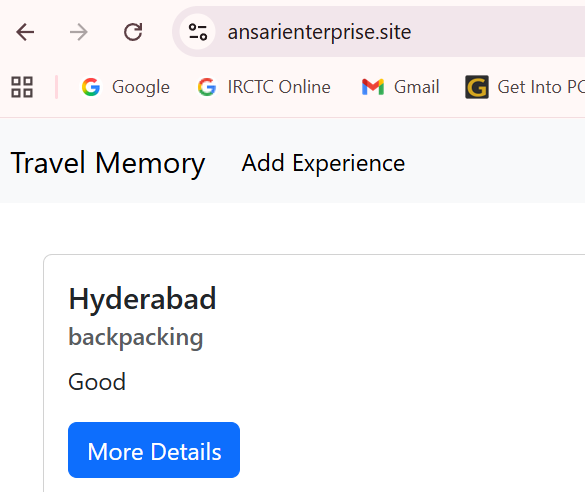 ansarienterprise.site
Google IRCTC Online Gmail Get Into PC
Travel Memory Add Experience
Hyderabad
backpacking
Good
More Details